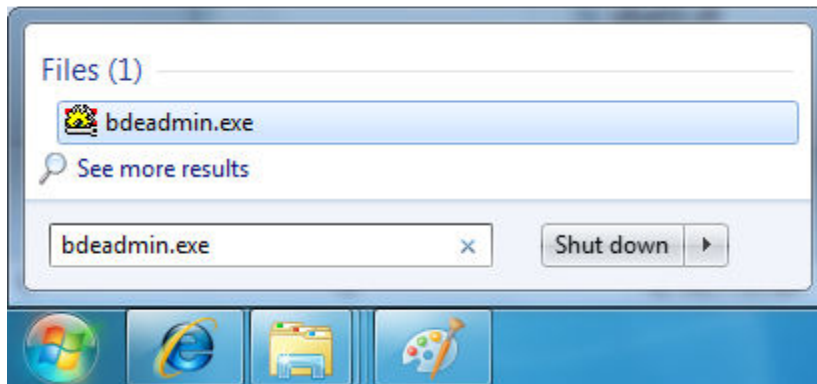 Files (1)
bdeadmin.exe
See more results
bdeadmin.exe
Shut down